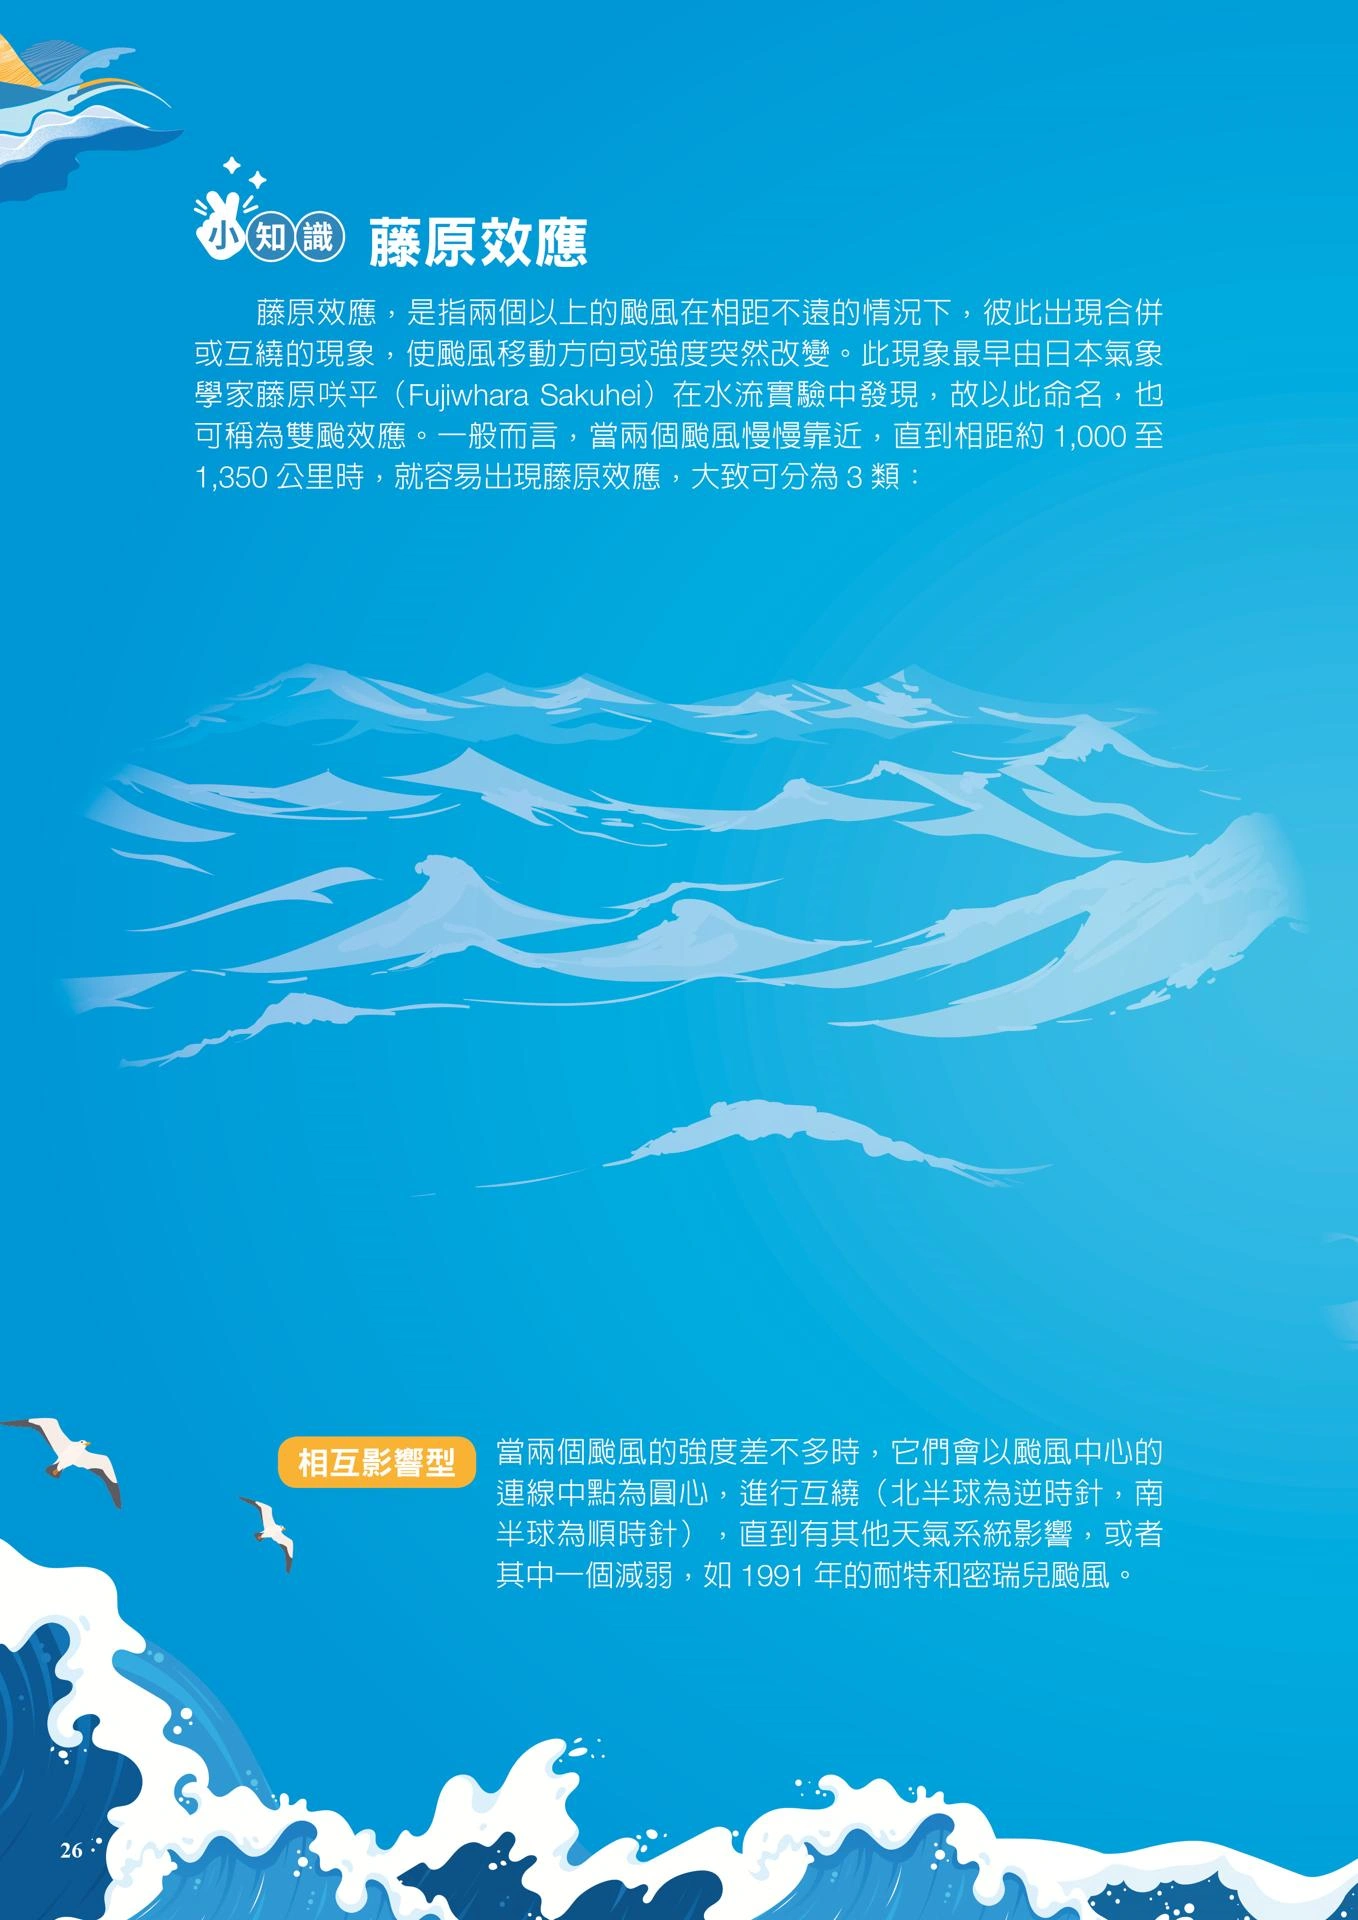 小知識 藤原效應
藤原效應，是指兩個以上的颱風在相距不遠的情況下，彼此出現合併
或互繞的現象，使颱風移動方向或強度突然改變。此現象最早由日本氣象
學家藤原咲平（Fujiwhara Sakuhei）在水流實驗中發現，故以此命名，也
可稱為雙颱效應。一般而言，當兩個颱風慢慢靠近，直到相距約 1,000 至
1,350 公里時，就容易出現藤原效應，大致可分為 3 類：
相互影響型
當兩個颱風的強度差不多時，它們會以颱風中心的
連線中點為圓心，進行互繞（北半球為逆時針，南
半球為順時針），直到有其他天氣系統影響，或者
其中一個減弱，如 1991 年的耐特和密瑞兒颱風。
26